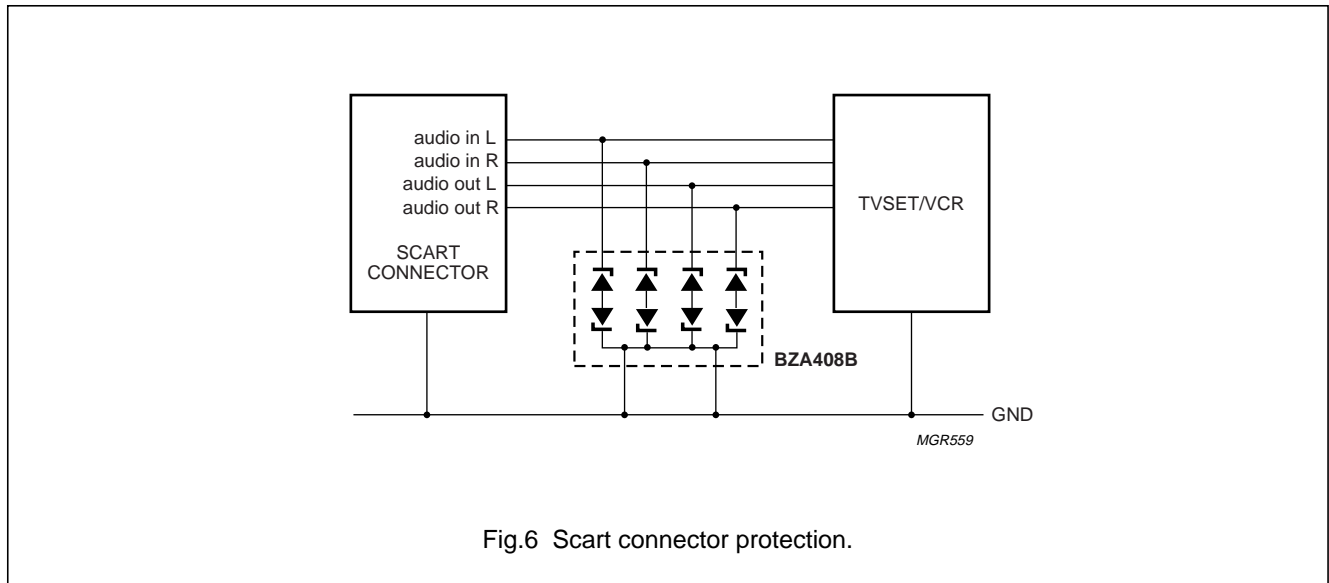 audio in L
audio in R
audio out L
audio out R
SCART
CONNECTOR
TVSET/VCR
BZA408B
GND
MGR559
Fig.6 Scart connector protection.